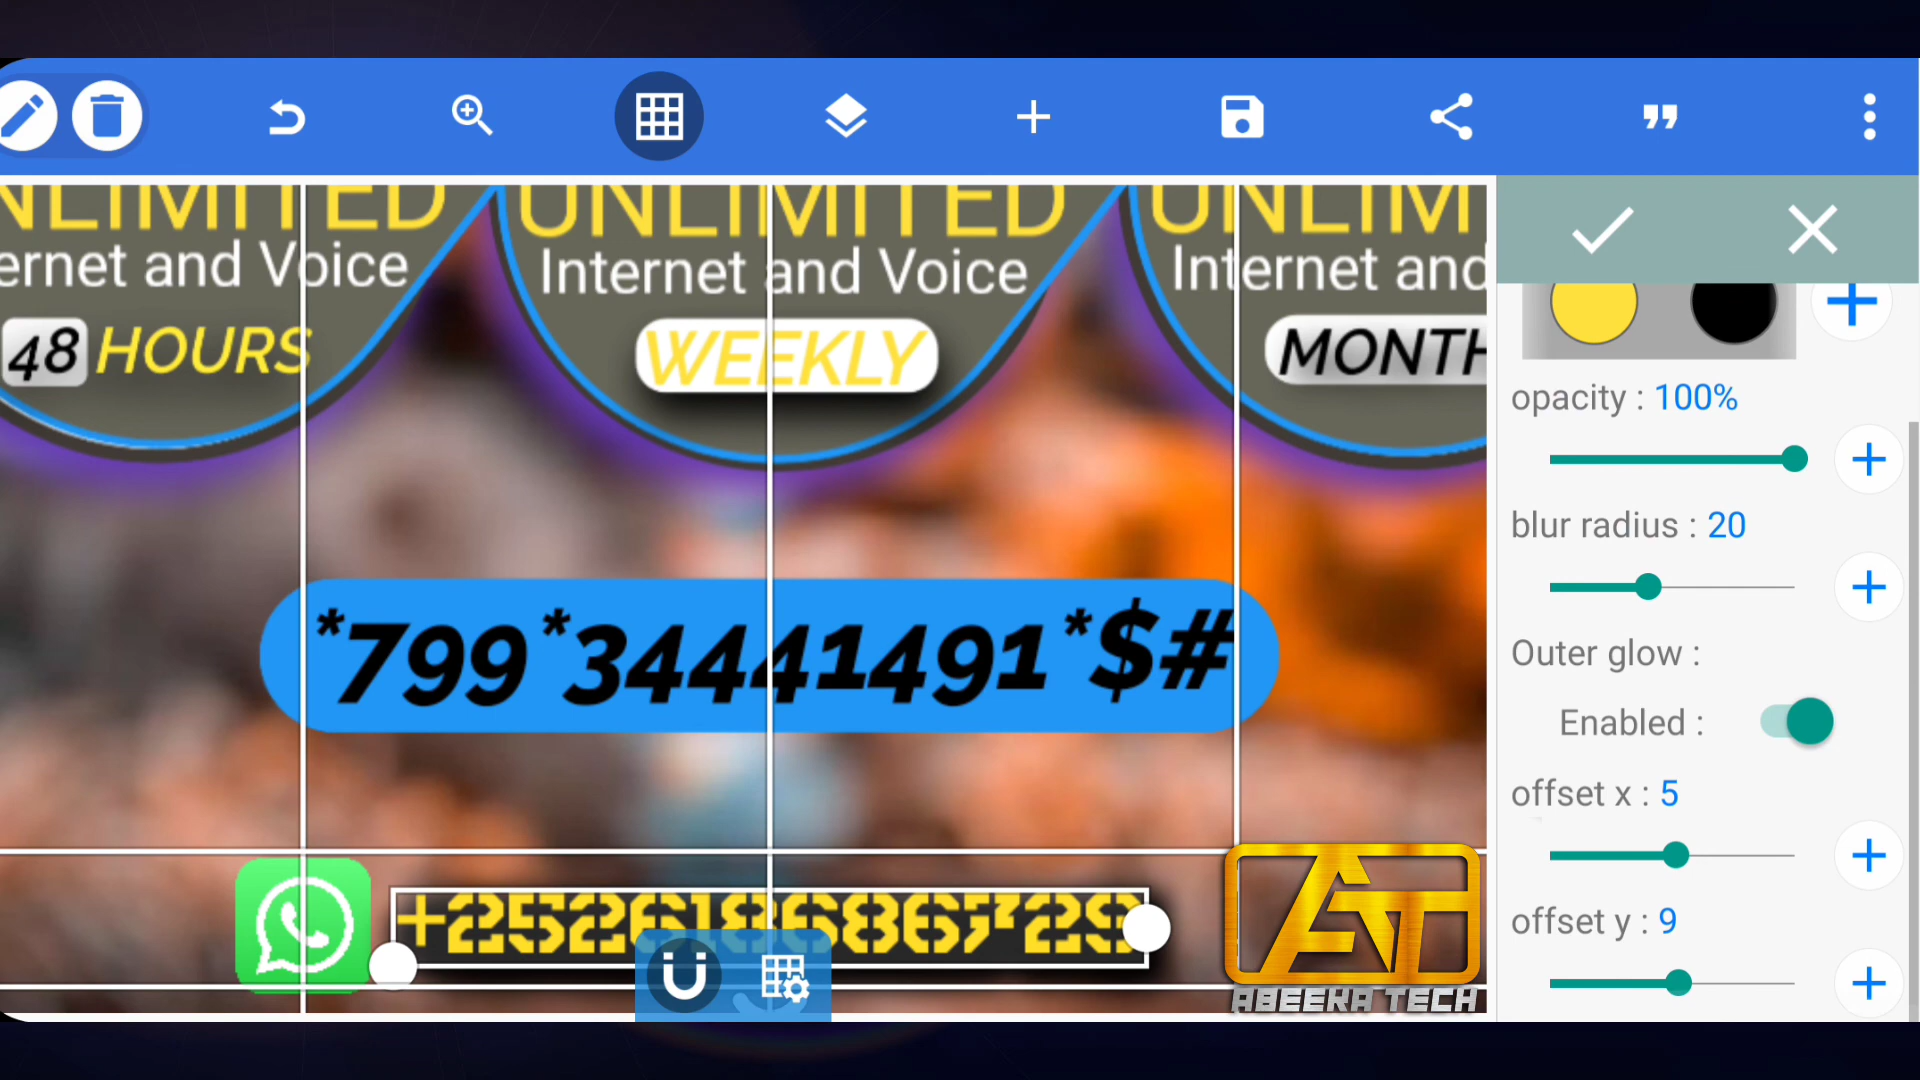 NLIMITED UNLIMITED UNLIM
ernet and Voice Internet and Voice Internet and
48 HOURS WEEKLY MONTH
*799*34441491*$#
+252618686729
ABEERA TECH
opacity : 100%
blur radius : 20
Outer glow :
Enabled :
offset x : 5
offset y : 9